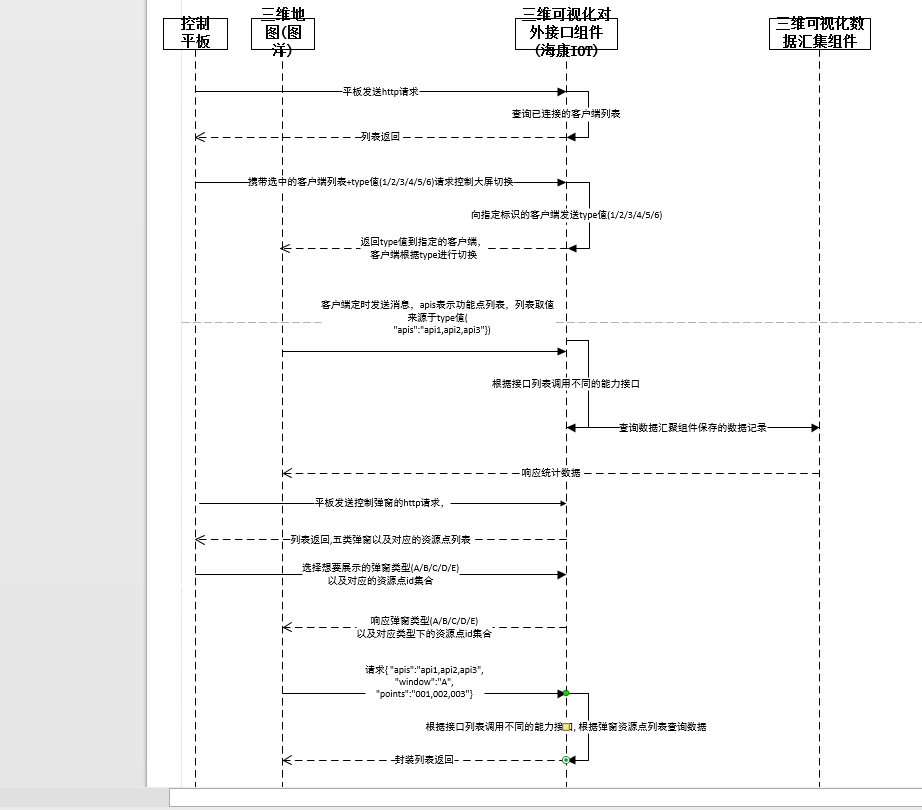 控制
平板
三维地
图(图
洋)
三维可视化对
外接口组件
(海康IOT)
三维可视化数
据汇集组件
平板发送http请求
查询已连接的客户端列表
列表返回
携带选中的客户端列表+type值(1/2/3/4/5/6)请求控制大屏切换
向指定标识的客户端发送type值(1/2/3/4/5/6)
返回type值到指定的客户端，
客户端根据type进行切换
客户端定时发送消息，apis表示功能点列表，列表取值
来源于type值(
"apis":"api1,api2,api3"})
根据接口列表调用不同的能力接口
查询数据汇聚组件保存的数据记录
响应统计数据
平板发送控制弹窗的http请求，
列表返回,五类弹窗以及对应的资源点列表
选择想要展示的弹窗类型(A/B/C/D/E)
以及对应的资源点id集合
响应弹窗类型(A/B/C/D/E)
以及对应类型下的资源点id集合
请求{ "apis":"api1,api2,api3",
"window":"A",
"points":"001,002,003"}
根据接口列表调用不同的能力接口, 根据弹窗资源点列表查询数据
封装列表返回